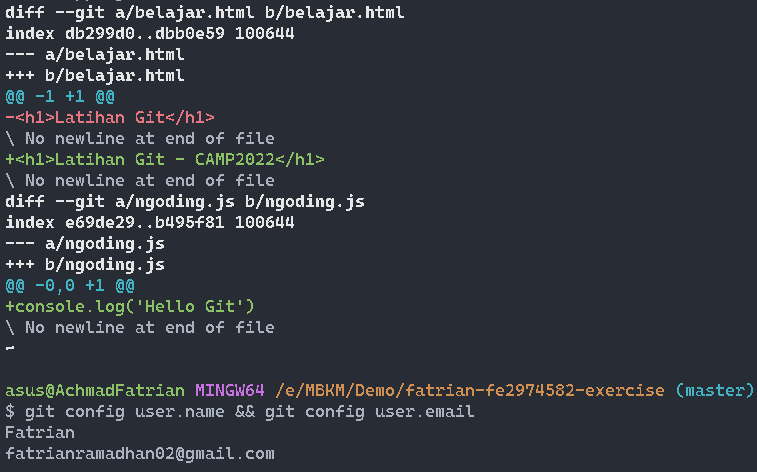 diff --git a/belajar.html b/belajar.html
index db299d0..dbb0e59 100644
--- a/belajar.html
+++ b/belajar.html
@@ -1 +1 @@
-<h1>Latihan Git</h1>
\ No newline at end of file
+<h1>Latihan Git - CAMP2022</h1>
\ No newline at end of file
diff --git a/ngoding.js b/ngoding.js
index e69de29..b495f81 100644
--- a/ngoding.js
+++ b/ngoding.js
@@ -0,0 +1 @@
+console.log('Hello Git')
\ No newline at end of file
asus@AchmadFatrian MINGW64 /e/MBKM/Demo/fatrian-fe2974582-exercise (master)
$ git config user.name && git config user.email
Fatrian
fatrianramadhan02@gmail.com